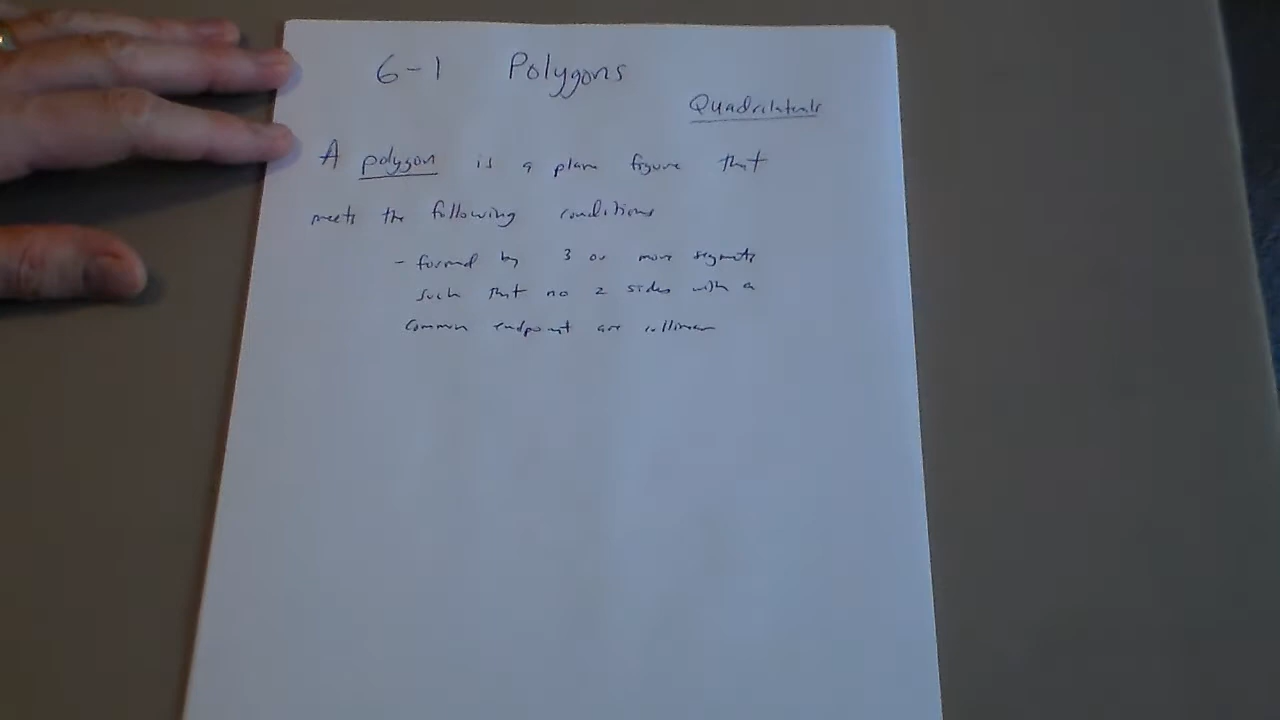 6-1 Polygons
Quadrilaterals
A polygon is a plane figure that
meets the following conditions
- formed by 3 or more segments
such that no 2 sides with a
common endpoint are collinear